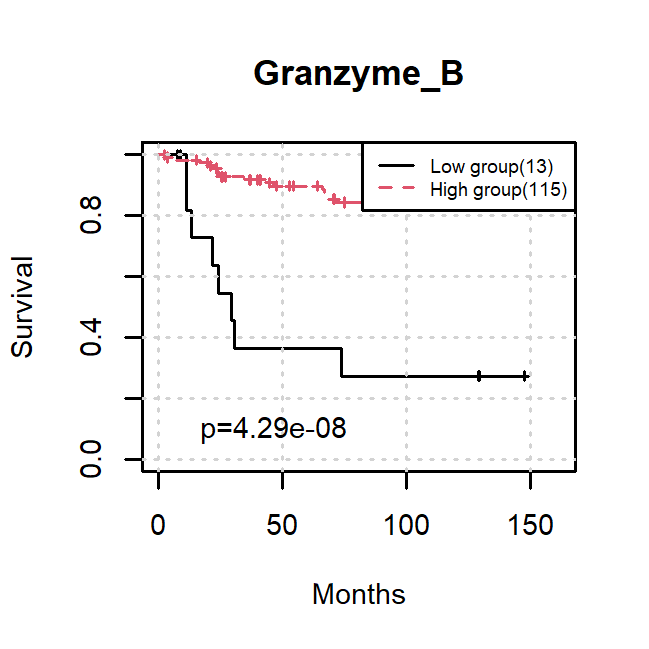 Granzyme_B
Low group(13)
High group(115)
Survival
0.8
0.4
0.0
p=4.29e-08
0 50 100 150
Months